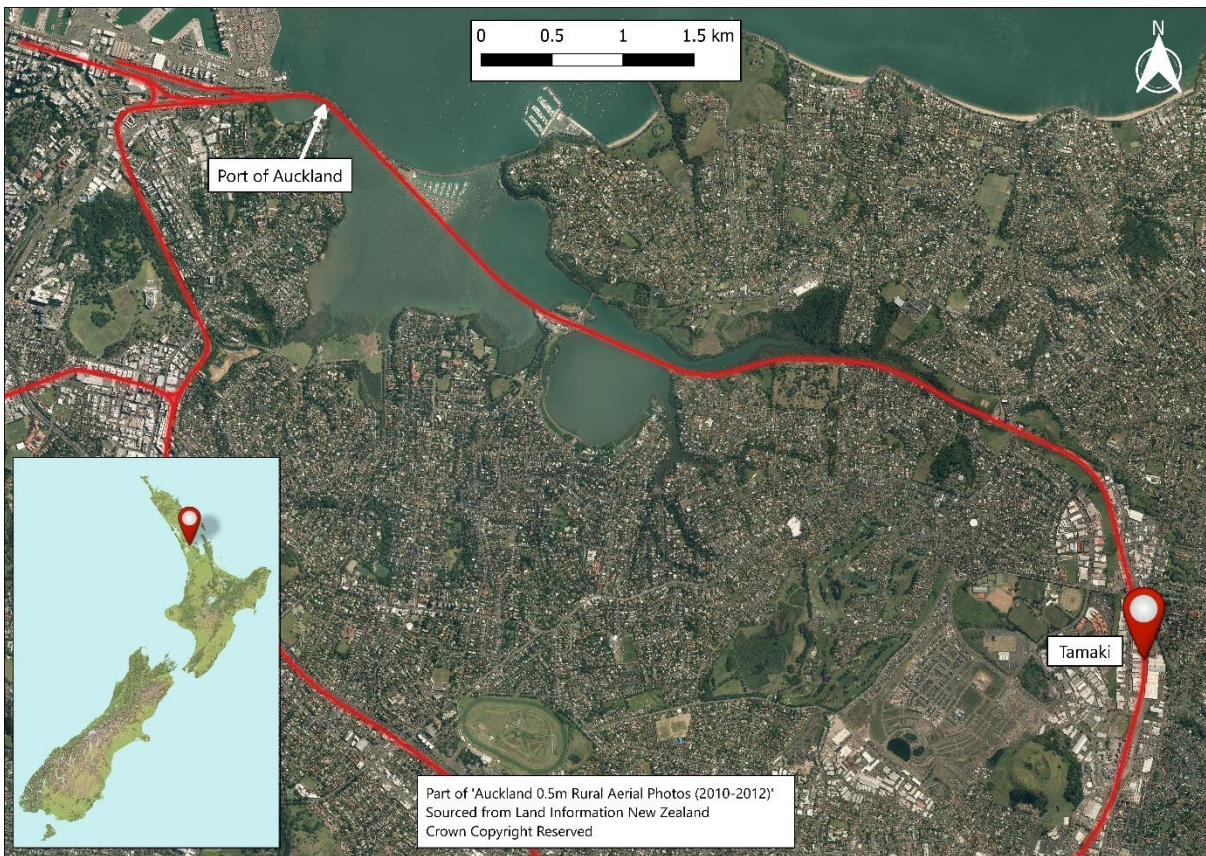 0 0.5 1 1.5 km
N
Port of Auckland
Tamaki
Part of 'Auckland 0.5m Rural Aerial Photos (2010-2012)'
Sourced from Land Information New Zealand
Crown Copyright Reserved